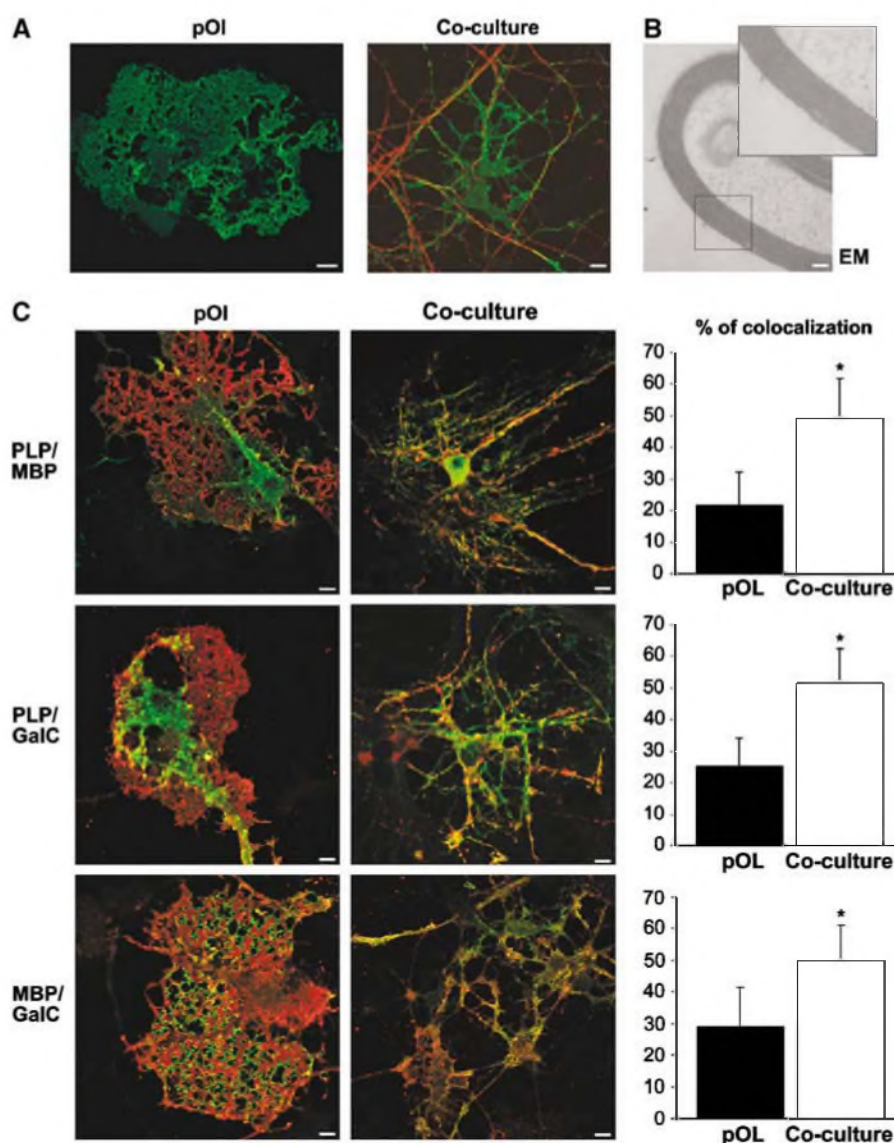 A
pOl
Co-culture
B
EM
C
pOl
Co-culture
% of colocalization
PLP/
MBP
70
60
50
40
30
20
10
0
*
pOL Co-culture
PLP/
GalC
70
60
50
40
30
20
10
0
*
pOL Co-culture
MBP/
GalC
70
60
50
40
30
20
10
0
*
pOL Co-culture